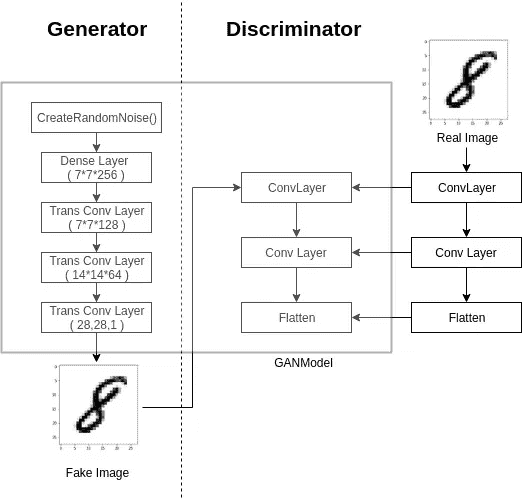 Generator
Discriminator
CreateRandomNoise()
Dense Layer
( 7*7*256 )
Trans Conv Layer
( 7*7*128 )
Trans Conv Layer
( 14*14*64 )
Trans Conv Layer
( 28,28,1 )
Fake Image
ConvLayer
Conv Layer
Flatten
GANModel
Real Image
ConvLayer
Conv Layer
Flatten